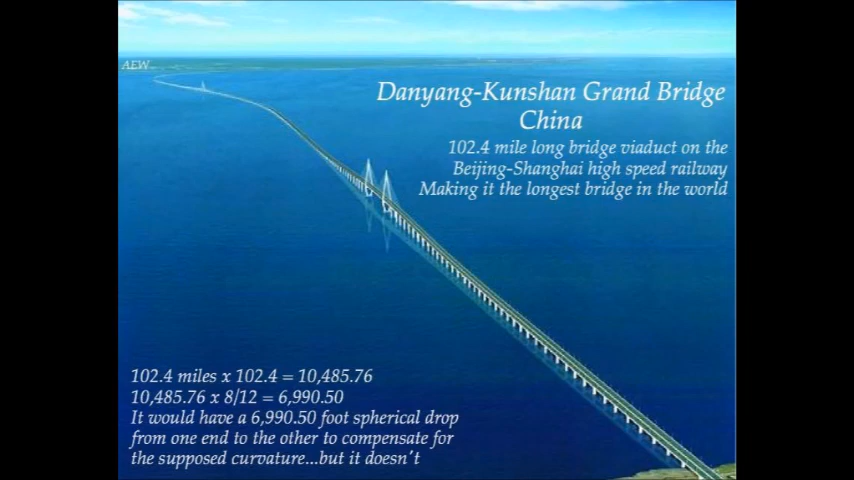 AEW
Danyang-Kunshan Grand Bridge
China
102.4 mile long bridge viaduct on the
Beijing-Shanghai high speed railway
Making it the longest bridge in the world
102.4 miles x 102.4 = 10,485.76
10,485.76 x 8/12 = 6,990.50
It would have a 6,990.50 foot spherical drop
from one end to the other to compensate for
the supposed curvature...but it doesn't